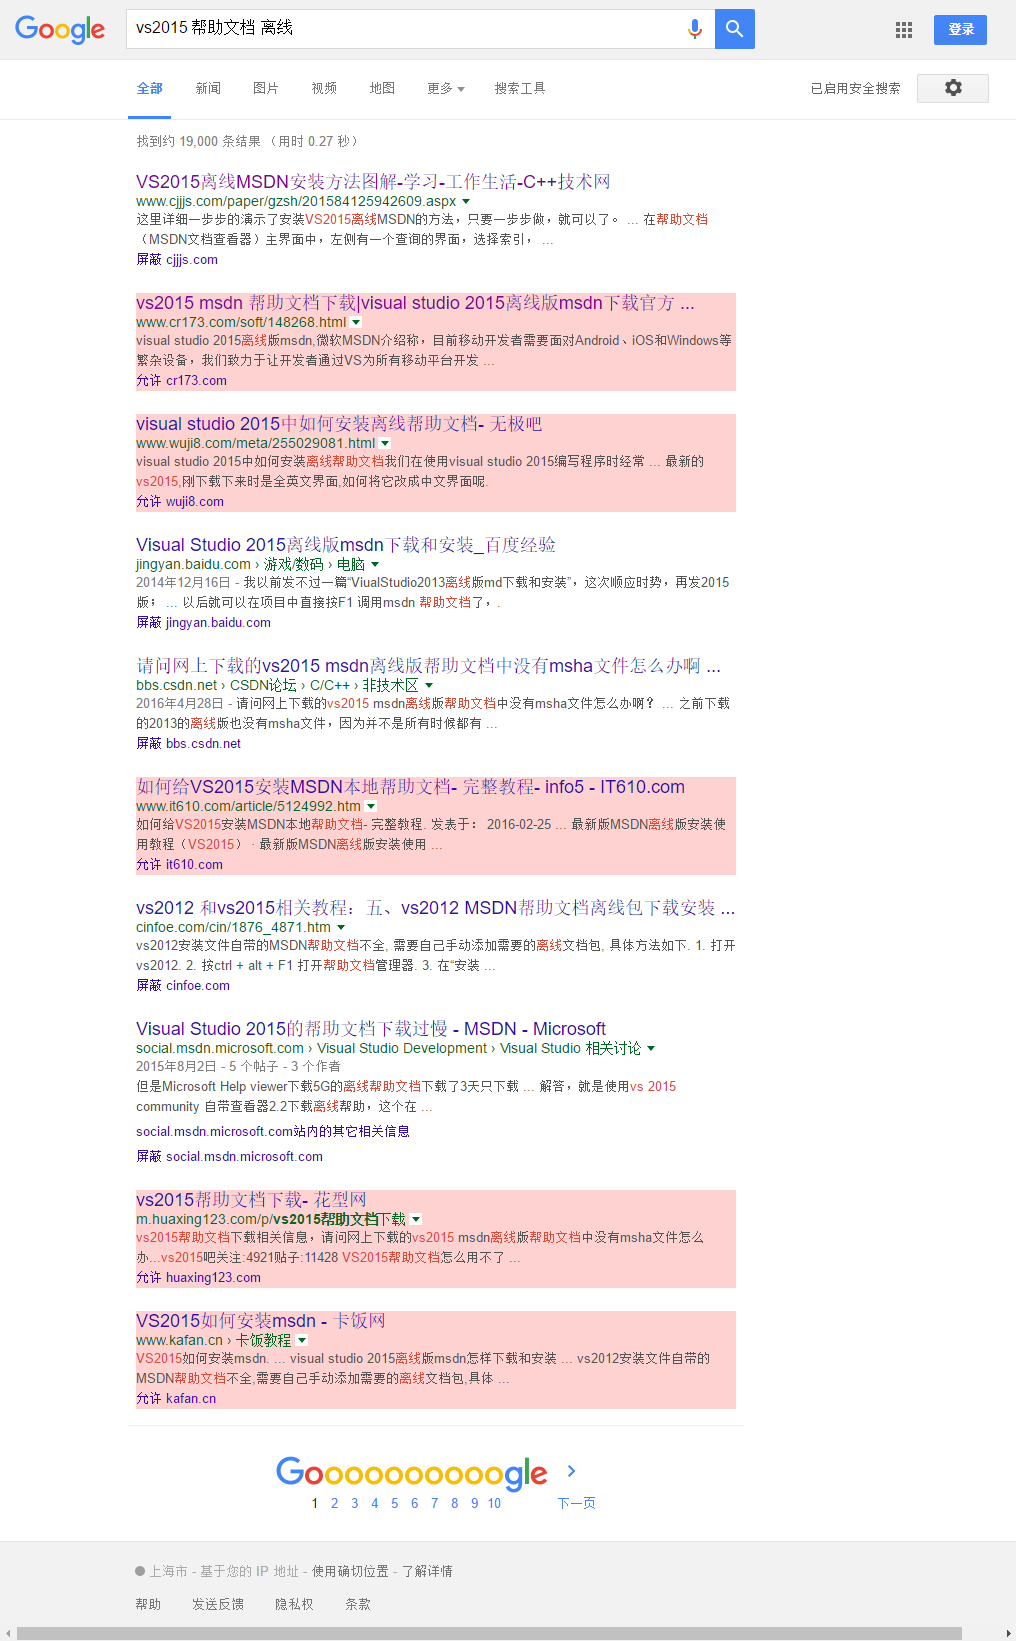 Google
vs2015 帮助文档 离线
登录
全部 新闻 图片 视频 地图 更多 搜索工具
已启用安全搜索
找到约 19,000 条结果 （用时 0.27 秒）
VS2015离线MSDN安装方法图解-学习-工作生活-C++技术网
www.cjjjs.com/paper/gzsh/201584125942609.aspx
这里详细一步步的演示了安装VS2015离线MSDN的方法，只要一步步做，就可以了。 ... 在帮助文档
（MSDN文档查看器）主界面中，左侧有一个查询的界面，选择索引， ...
屏蔽 cjjjs.com
vs2015 msdn 帮助文档下载|visual studio 2015离线版msdn下载官方 ...
www.cr173.com/soft/148268.html
visual studio 2015离线版msdn,微软MSDN介绍称，目前移动开发者需要面对Android、iOS和Windows等
繁杂设备，我们致力于让开发者通过VS为所有移动平台开发 ...
允许 cr173.com
visual studio 2015中如何安装离线帮助文档- 无极吧
www.wuji8.com/meta/255029081.html
visual studio 2015中如何安装离线帮助文档我们在使用visual studio 2015编写程序时经常 ... 最新的
vs2015,刚下载下来时是全英文界面,如何将它改成中文界面呢.
允许 wuji8.com
Visual Studio 2015离线版msdn下载和安装_百度经验
jingyan.baidu.com › 游戏/数码 › 电脑
2014年12月16日 - 我以前发不过一篇“ViualStudio2013离线版md下载和安装”，这次顺应时势，再发2015
版； ... 以后就可以在项目中直接按F1 调用msdn 帮助文档了，.
屏蔽 jingyan.baidu.com
请问网上下载的vs2015 msdn离线版帮助文档中没有msha文件怎么办啊 ...
bbs.csdn.net › CSDN论坛 › C/C++ › 非技术区
2016年4月28日 - 请问网上下载的vs2015 msdn离线版帮助文档中没有msha文件怎么办啊？ ... 之前下载
的2013的离线版也没有msha文件，因为并不是所有时候都有 ...
屏蔽 bbs.csdn.net
如何给VS2015安装MSDN本地帮助文档- 完整教程- info5 - IT610.com
www.it610.com/article/5124992.htm
如何给VS2015安装MSDN本地帮助文档- 完整教程. 发表于： 2016-02-25 ... 最新版MSDN离线版安装使
用教程（VS2015） · 最新版MSDN离线版安装使用 ...
允许 it610.com
vs2012 和vs2015相关教程：五、vs2012 MSDN帮助文档离线包下载安装 ...
cinfoe.com/cin/1876_4871.htm
vs2012安装文件自带的MSDN帮助文档不全, 需要自己手动添加需要的离线文档包, 具体方法如下. 1. 打开
vs2012. 2. 按ctrl + alt + F1 打开帮助文档管理器. 3. 在“安装 ...
屏蔽 cinfoe.com
Visual Studio 2015的帮助文档下载过慢 - MSDN - Microsoft
social.msdn.microsoft.com › Visual Studio Development › Visual Studio 相关讨论
2015年8月2日 - 5 个帖子 - 3 个作者
但是Microsoft Help viewer下载5G的离线帮助文档下载了3天只下载 ... 解答，就是使用vs 2015
community 自带查看器2.2下载离线帮助，这个在 ...
social.msdn.microsoft.com站内的其它相关信息
屏蔽 social.msdn.microsoft.com
vs2015帮助文档下载- 花型网
m.huaxing123.com/p/vs2015帮助文档下载
vs2015帮助文档下载相关信息，请问网上下载的vs2015 msdn离线版帮助文档中没有msha文件怎么
办...vs2015吧关注:4921贴子:11428 VS2015帮助文档怎么用不了 ...
允许 huaxing123.com
VS2015如何安装msdn - 卡饭网
www.kafan.cn › 卡饭教程
VS2015如何安装msdn. ... visual studio 2015离线版msdn怎样下载和安装 ... vs2012安装文件自带的
MSDN帮助文档不全,需要自己手动添加需要的离线文档包,具体 ...
允许 kafan.cn
Goooooooooogle
1 2 3 4 5 6 7 8 9 10 下一页
上海市 - 基于您的 IP 地址 - 使用确切位置 - 了解详情
帮助 发送反馈 隐私权 条款